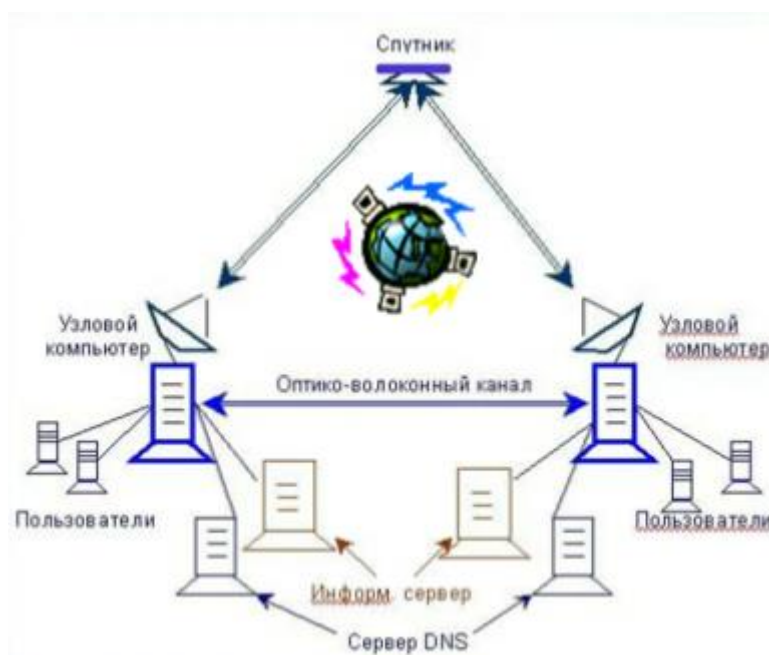 Спутник
Узловой
компьютер
Узловой
компьютер
Оптико-волоконный канал
Пользователи
Пользователи
Информ. сервер
Сервер DNS